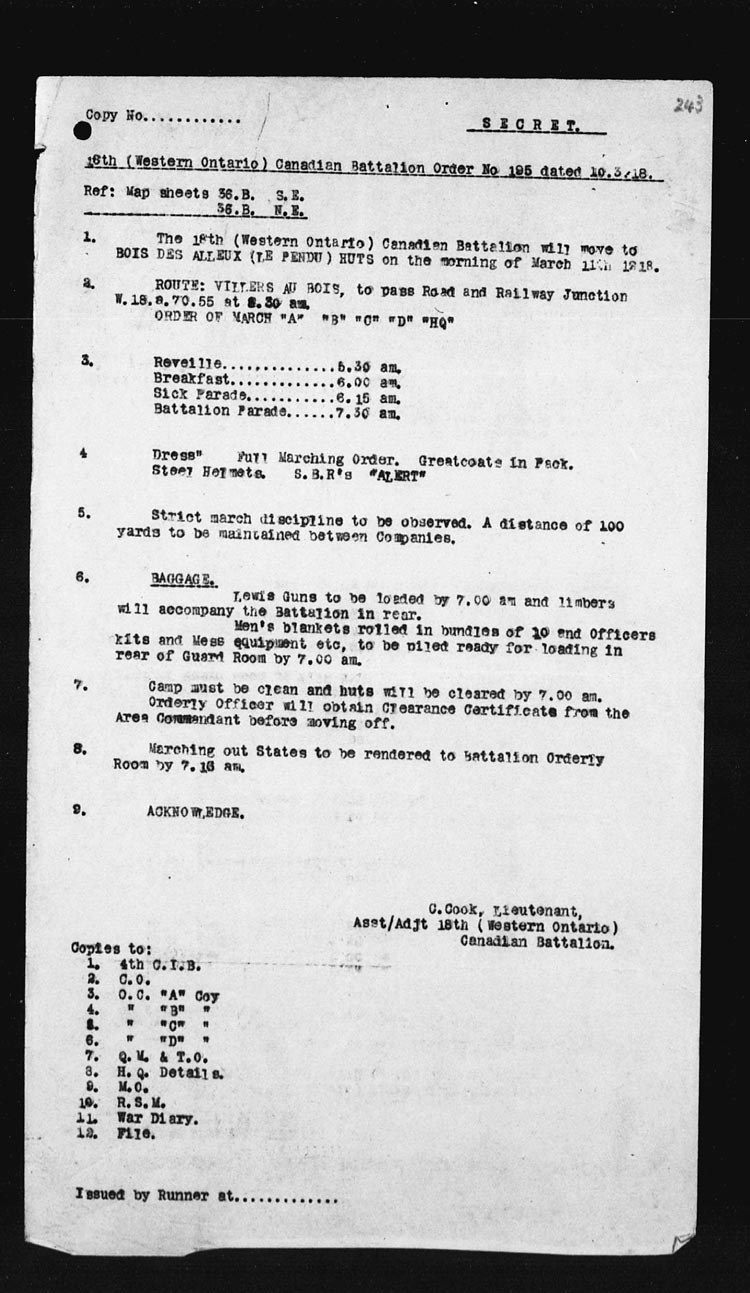 243
Copy No............
SECRET.
18th (Western Ontario) Canadian Battalion Order No 195 dated 10.3.18.
Ref: Map sheets 36.B. S.E.
36.B. N.E.
1. The 18th (Western Ontario) Canadian Battalion will move to
BOIS DES ALLEUX (LE PENDU) HUTS on the morning of March 11th 1918.
2. ROUTE: VILLERS AU BOIS, to pass Road and Railway Junction
W.18.a.70.55 at 8.30 am.
ORDER OF MARCH "A" "B" "C" "D" "HQ"
3. Reveille..............5.30 am.
Breakfast.............6.00 am.
Sick Parade...........6.15 am.
Battalion Parade......7.30 am.
4 Dress" Full Marching Order. Greatcoats in Pack.
Steel Helmets. S.B.R's "ALERT"
5. Strict march discipline to be observed. A distance of 100
yards to be maintained between Companies.
6. BAGGAGE.
Lewis Guns to be loaded by 7.00 am and limbers
will accompany the Battalion in rear.
Men's blankets rolled in bundles of 10 and Officers
kits and Mess equipment etc, to be piled ready for loading in
rear of Guard Room by 7.00 am.
7. Camp must be clean and huts will be cleared by 7.00 am.
Orderly Officer will obtain Clearance Certificate from the
Area Commandant before moving off.
8. Marching out States to be rendered to Battalion Orderly
Room by 7.15 am.
9. ACKNOWLEDGE.
C.Cook, Lieutenant,
Asst/Adjt 18th (Western Ontario)
Canadian Battalion.
Copies to:
1. 4th C.I.B.
2. C.O.
3. O.C. "A" Coy
4. " "B" "
5. " "C" "
6. " "D" "
7. Q.M. & T.O.
8. H.Q. Details.
9. M.O.
10. R.S.M.
11. War Diary.
12. File.
Issued by Runner at.............